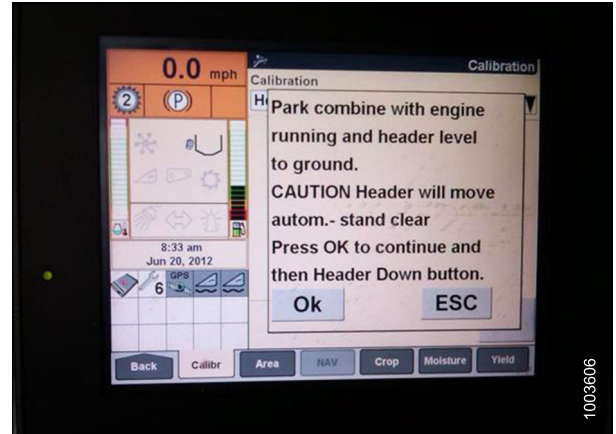 0.0 mph
Calibration
Calibration
2
P
He
Park combine with engine
running and header level
to ground.
CAUTION Header will move
autom.- stand clear
Press OK to continue and
then Header Down button.
Ok
ESC
8:33 am
Jun 20, 2012
6
GPS
Back
Calibr
Area
NAV
Crop
Moisture
Yield
1003606